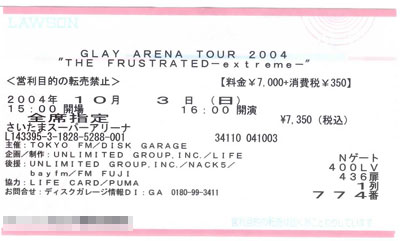 LAWSON
GLAY ARENA TOUR 2004
"THE FRUSTRATED-extreme-"
<営利目的の転売禁止> 【料金¥7,000+消費税¥350】
2004年 10月 3日 (日)
15:00 開場 16:00 開演
全席指定 ¥7,350(税込)
さいたまスーパーアリーナ
L14395-3-1828-5288-001 34110 041003
主催:TOKYO FM/DISK GARAGE
企画/制作:UNLIMITED GROUP.INC./LIFE
後援:UNLIMITED GROUP.INC./NACK5/
bayfm/FM FUJI
協力:LIFE CARD/PUMA
お問合せ:ディスクガレージ情報ダイヤル:GA 0180-99-3411
Nゲート
400LV
436扉
1列
774番